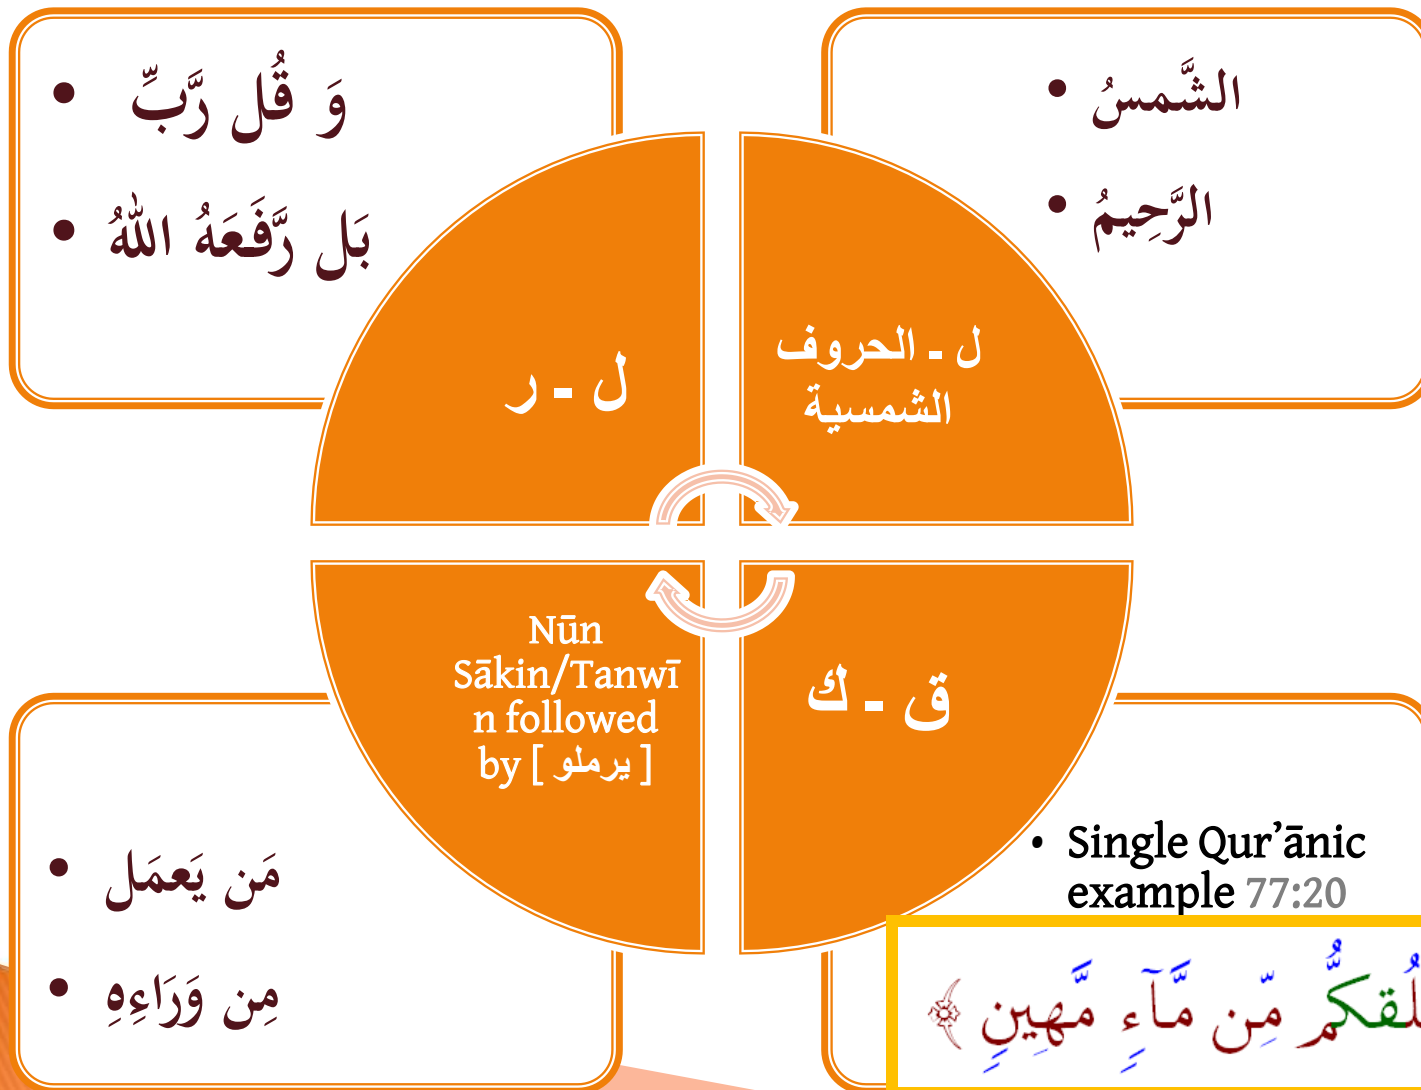 • وَ قُل رَّبِّ
• بَل رَّفَعَهُ اللهُ
• الشَّمسُ
• الرَّحِيمُ
ل - ر
ل - الحروف
الشمسية
Nūn
Sākin/Tanwī
n followed
by [ يرملو ]
ق - ك
• مَن يَعمَل
• مِن وَرَاءِهِ
• Single Qur’ānic
example 77:20
مِّن مَّآءٍ مَّهِينٍ ﴾